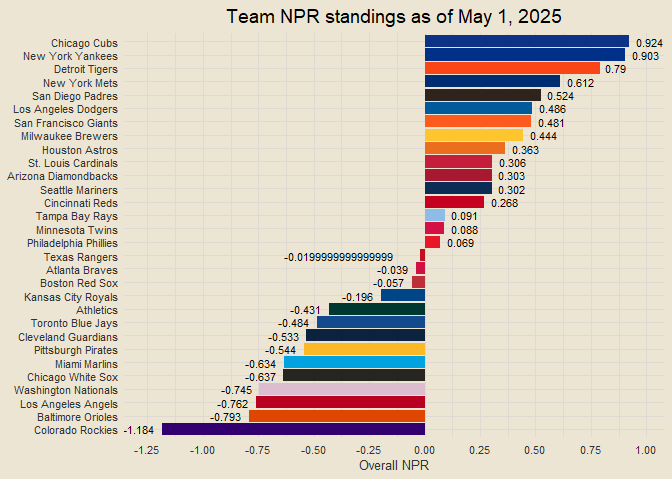 Team NPR standings as of May 1, 2025
Chicago Cubs 0.924
New York Yankees 0.903
Detroit Tigers 0.79
New York Mets 0.612
San Diego Padres 0.524
Los Angeles Dodgers 0.486
San Francisco Giants 0.481
Milwaukee Brewers 0.444
Houston Astros 0.363
St. Louis Cardinals 0.306
Arizona Diamondbacks 0.303
Seattle Mariners 0.302
Cincinnati Reds 0.268
Tampa Bay Rays 0.091
Minnesota Twins 0.088
Philadelphia Phillies 0.069
Texas Rangers -0.0199999999999999
Atlanta Braves -0.039
Boston Red Sox -0.057
Kansas City Royals -0.196
Athletics -0.431
Toronto Blue Jays -0.484
Cleveland Guardians -0.533
Pittsburgh Pirates -0.544
Miami Marlins -0.634
Chicago White Sox -0.637
Washington Nationals -0.745
Los Angeles Angels -0.762
Baltimore Orioles -0.793
Colorado Rockies -1.184
-1.25 -1.00 -0.75 -0.50 -0.25 0.00 0.25 0.50 0.75 1.00
Overall NPR